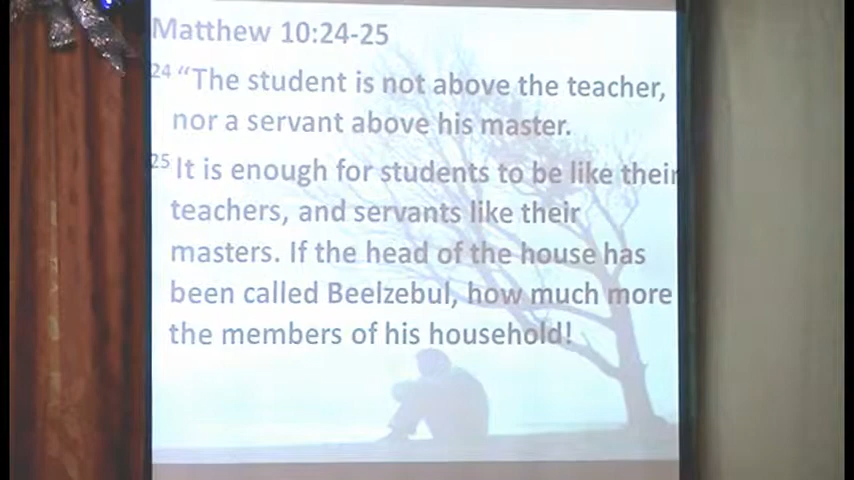 Matthew 10:24-25
24 “The student is not above the teacher,
nor a servant above his master.
25 It is enough for students to be like their
teachers, and servants like their
masters. If the head of the house has
been called Beelzebul, how much more
the members of his household!